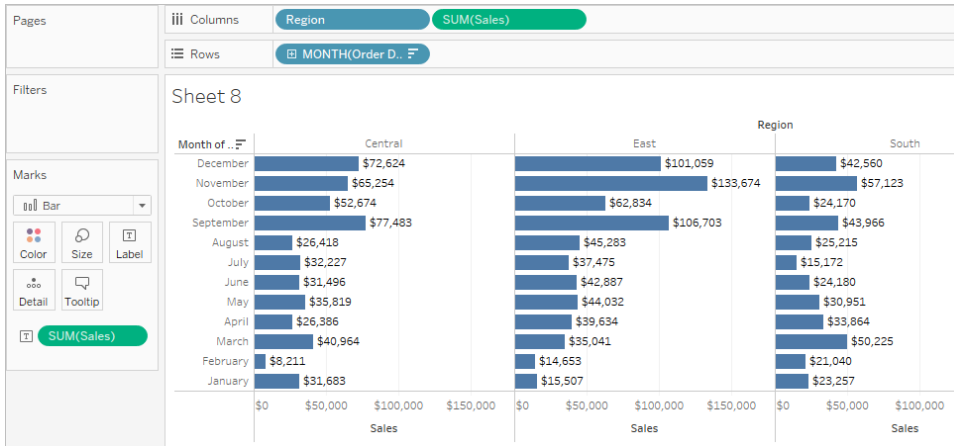 Pages
iii Columns Region SUM(Sales)
Rows MONTH(Order D..
Filters
Sheet 8
Region
Month of .. Central East South
December $72,624 $101,059 $42,560
November $65,254 $133,674 $57,123
October $52,674 $62,834 $24,170
September $77,483 $106,703 $43,966
August $26,418 $45,283 $25,215
July $32,227 $37,475 $15,172
June $31,496 $42,887 $24,180
May $35,819 $44,032 $30,951
April $26,386 $39,634 $33,864
March $40,964 $35,041 $50,225
February $8,211 $14,653 $21,040
January $31,683 $15,507 $23,257
$0 $50,000 $100,000 $150,000 $0 $50,000 $100,000 $150,000 $0 $50,000 $100,000
Sales Sales Sales
Marks
Bar
Color Size T Label
Detail Tooltip
T SUM(Sales)